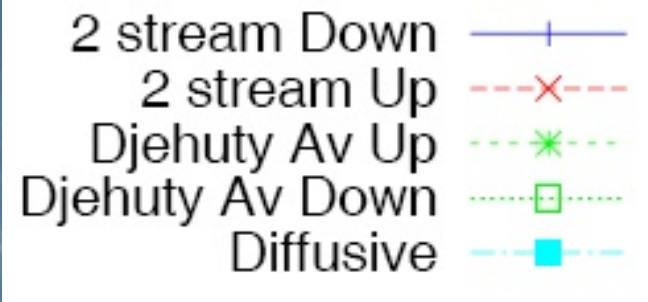 2 stream Down
2 stream Up
Djehuty Av Up
Djehuty Av Down
Diffusive